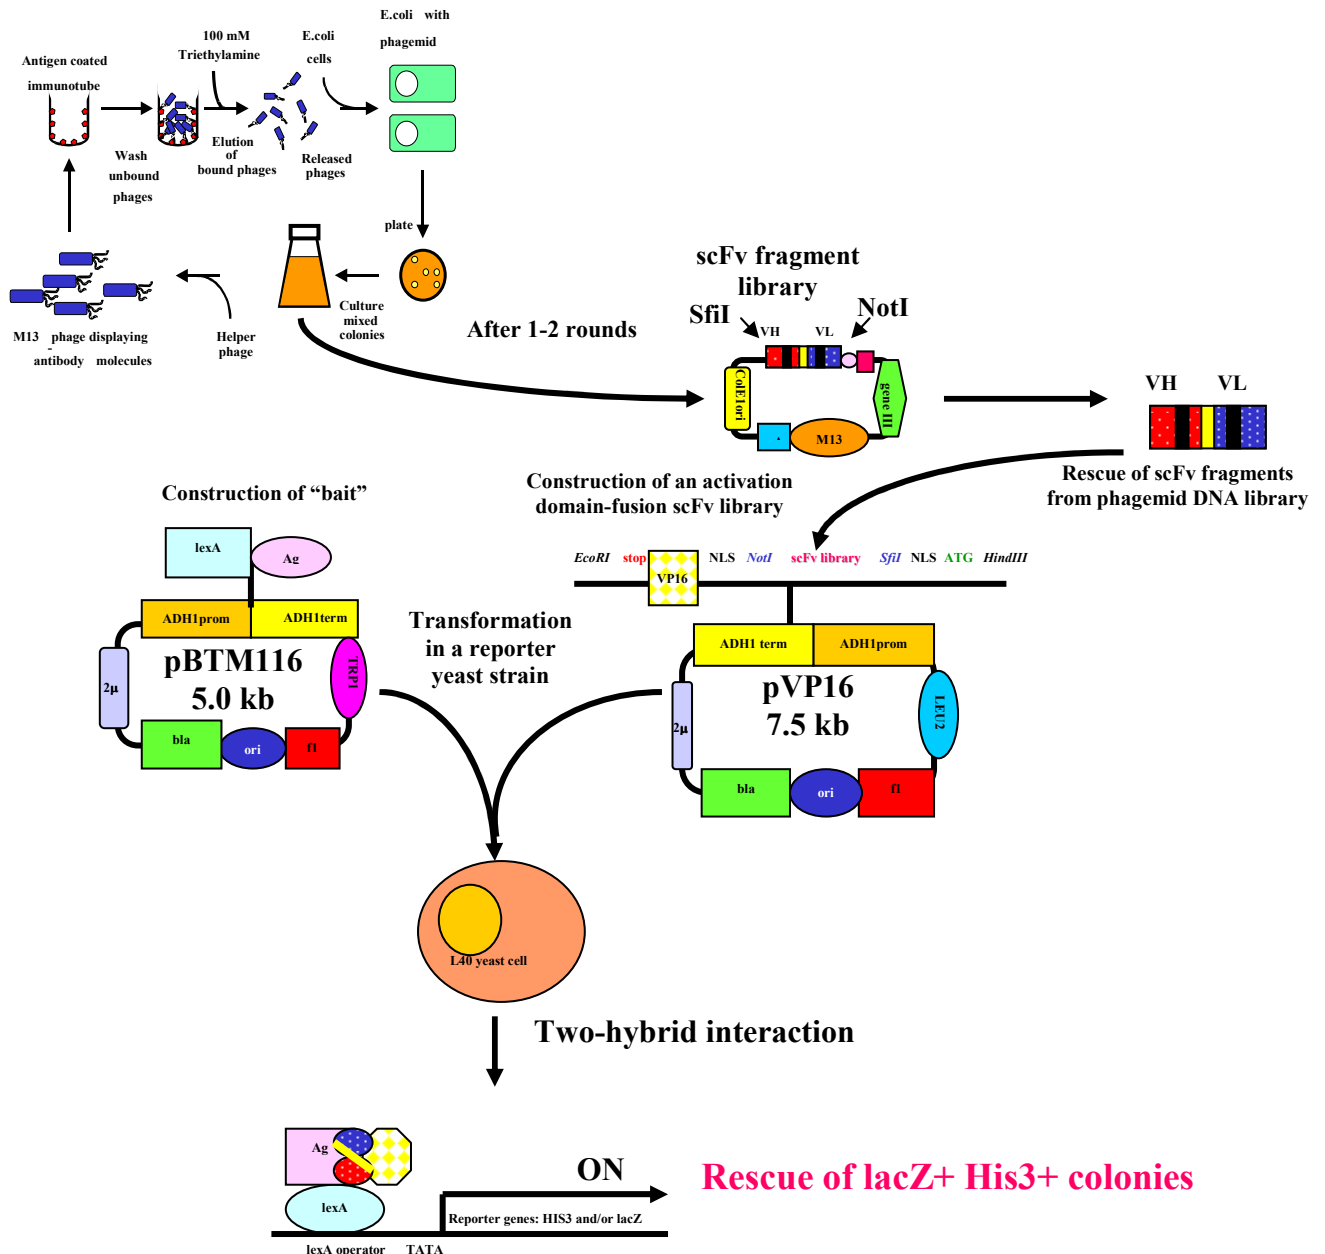 E.coli with
phagemid
100 mM
Triethylamine
E.coli
cells
Antigen coated
immunotube
Wash
unbound
phages
Elution
of
bound phages
Released
phages
plate
Culture
mixed
colonies
Helper
phage
M13 phage displaying
- antibody molecules
After 1-2 rounds
scFv fragment
library
SfiI
NotI
VH VL
ColE1ori
gene III
M13
VH VL
Rescue of scFv fragments
from phagemid DNA library
Construction of an activation
domain-fusion scFv library
Construction of “bait”
lexA
Ag
ADH1prom ADH1term
pBTM116
5.0 kb
2μ
TRP1
bla
ori
f1
Transformation
in a reporter
yeast strain
EcoRI stop VP16 NLS NotI scFv library SfiI NLS ATG HindIII
ADH1 term ADH1prom
pVP16
7.5 kb
2μ
LEU2
bla
ori
f1
L40 yeast cell
Two-hybrid interaction
Ag
lexA
ON
Reporter genes: HIS3 and/or lacZ
lexA operator TATA
Rescue of lacZ+ His3+ colonies